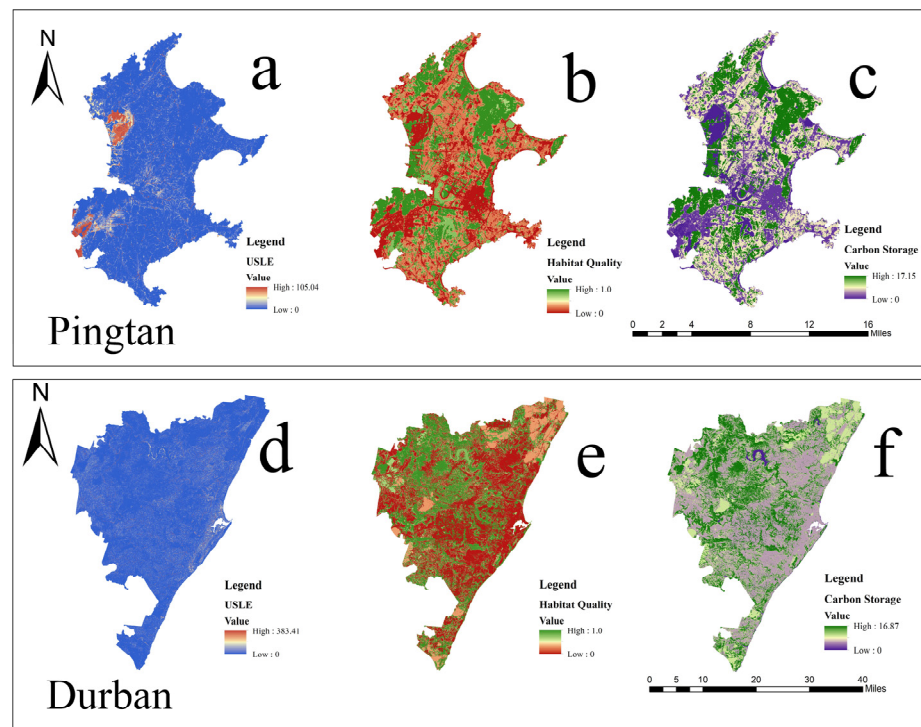 N
a
b
c
Legend
USLE
Value
High : 105.04
Low : 0
Legend
Habitat Quality
Value
High : 1.0
Low : 0
Legend
Carbon Storage
Value
High : 17.15
Low : 0
0 2 4 8 12 16
Miles
Pingtan
N
d
e
f
Legend
USLE
Value
High : 383.41
Low : 0
Legend
Habitat Quality
Value
High : 1.0
Low : 0
Legend
Carbon Storage
Value
High : 16.87
Low : 0
0 5 10 20 30 40
Miles
Durban